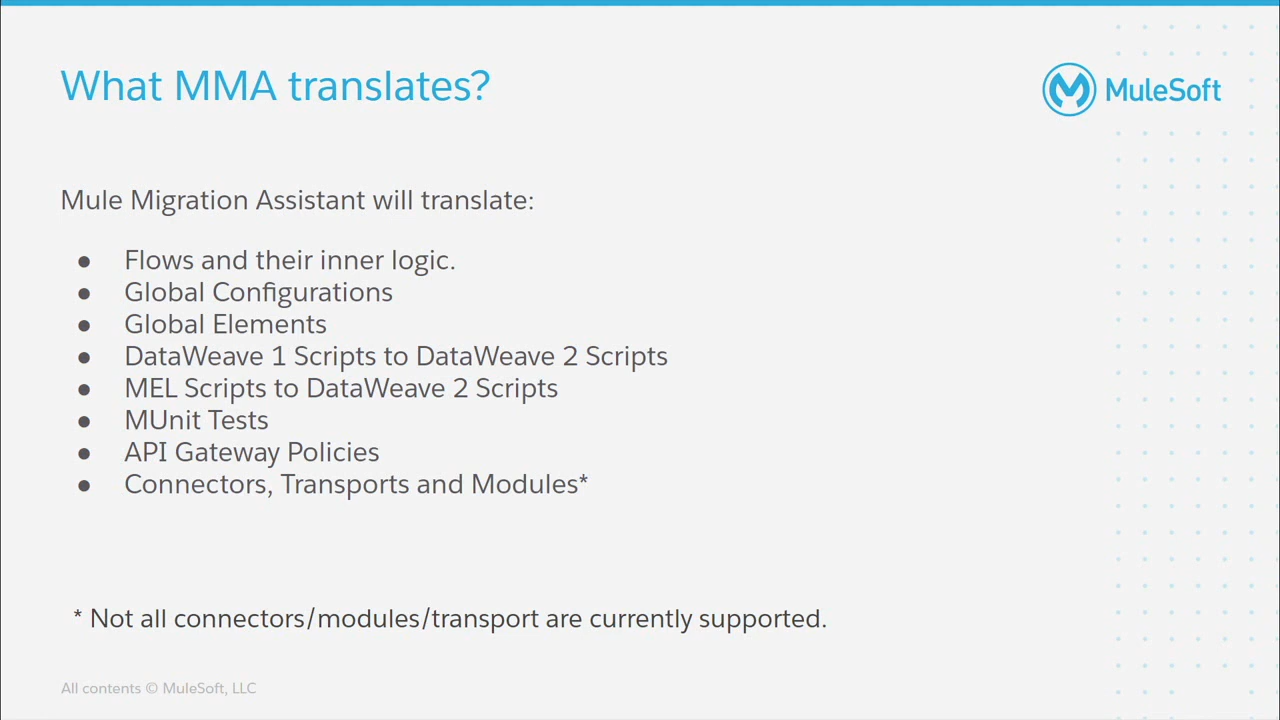 What MMA translates?
MuleSoft
Mule Migration Assistant will translate:
● Flows and their inner logic.
● Global Configurations
● Global Elements
● DataWeave 1 Scripts to DataWeave 2 Scripts
● MEL Scripts to DataWeave 2 Scripts
● MUnit Tests
● API Gateway Policies
● Connectors, Transports and Modules*
* Not all connectors/modules/transport are currently supported.
All contents © MuleSoft, LLC